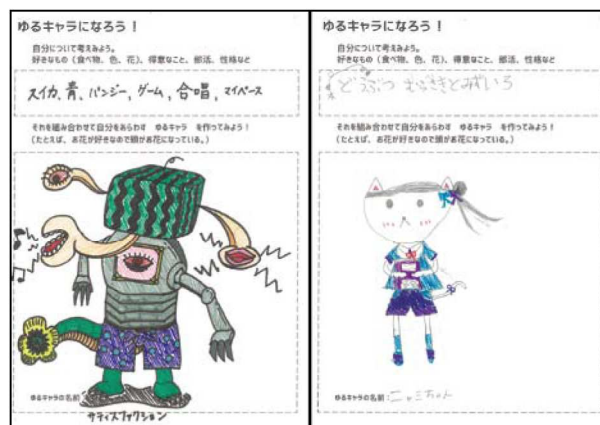 ゆるキャラになろう！
自分について考えみよう。
好きなもの（食べ物、色、花）、得意なこと、部活、性格など
スイカ、青、パンジー、ゲーム、合唱、マイペース
それを組み合わせて自分をあらわす　ゆるキャラ　を作ってみよう！
（たとえば、お花が好きなので頭がお花になっている。）
ゆるキャラの名前：
サティスファクション
ゆるキャラになろう！
自分について考えみよう。
好きなもの（食べ物、色、花）、得意なこと、部活、性格など
どうぶつ むらさきとみずいろ
それを組み合わせて自分をあらわす　ゆるキャラ　を作ってみよう！
（たとえば、お花が好きなので頭がお花になっている。）
ゆるキャラの名前：ニャミちゃん